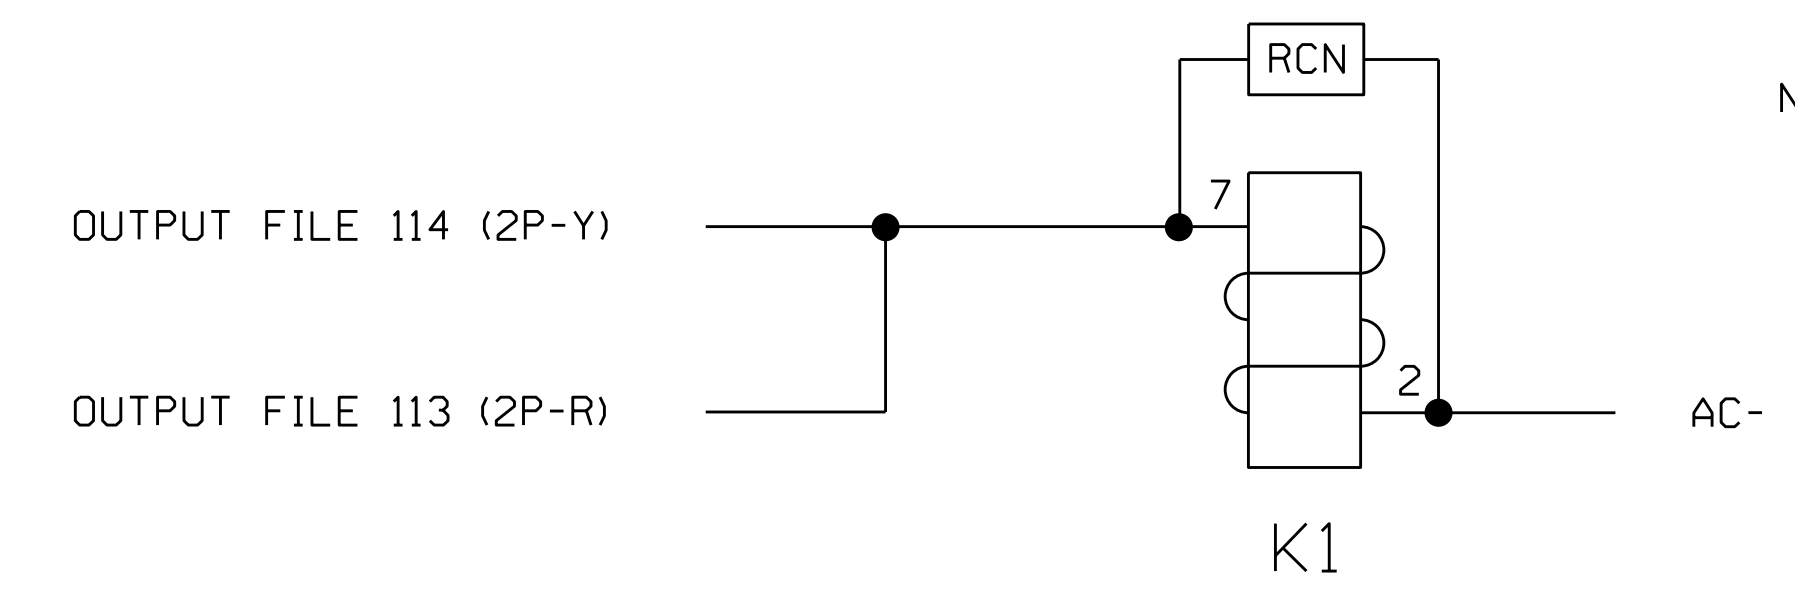 RCN
7
OUTPUT FILE 114 (2P-Y)
2
OUTPUT FILE 113 (2P-R)
AC-
K1